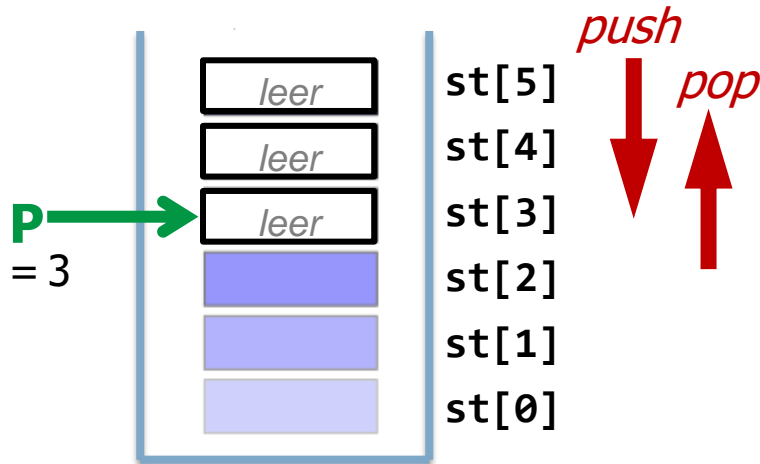 push
pop
leer st[5]
leer st[4]
P leer st[3]
= 3 st[2]
st[1]
st[0]